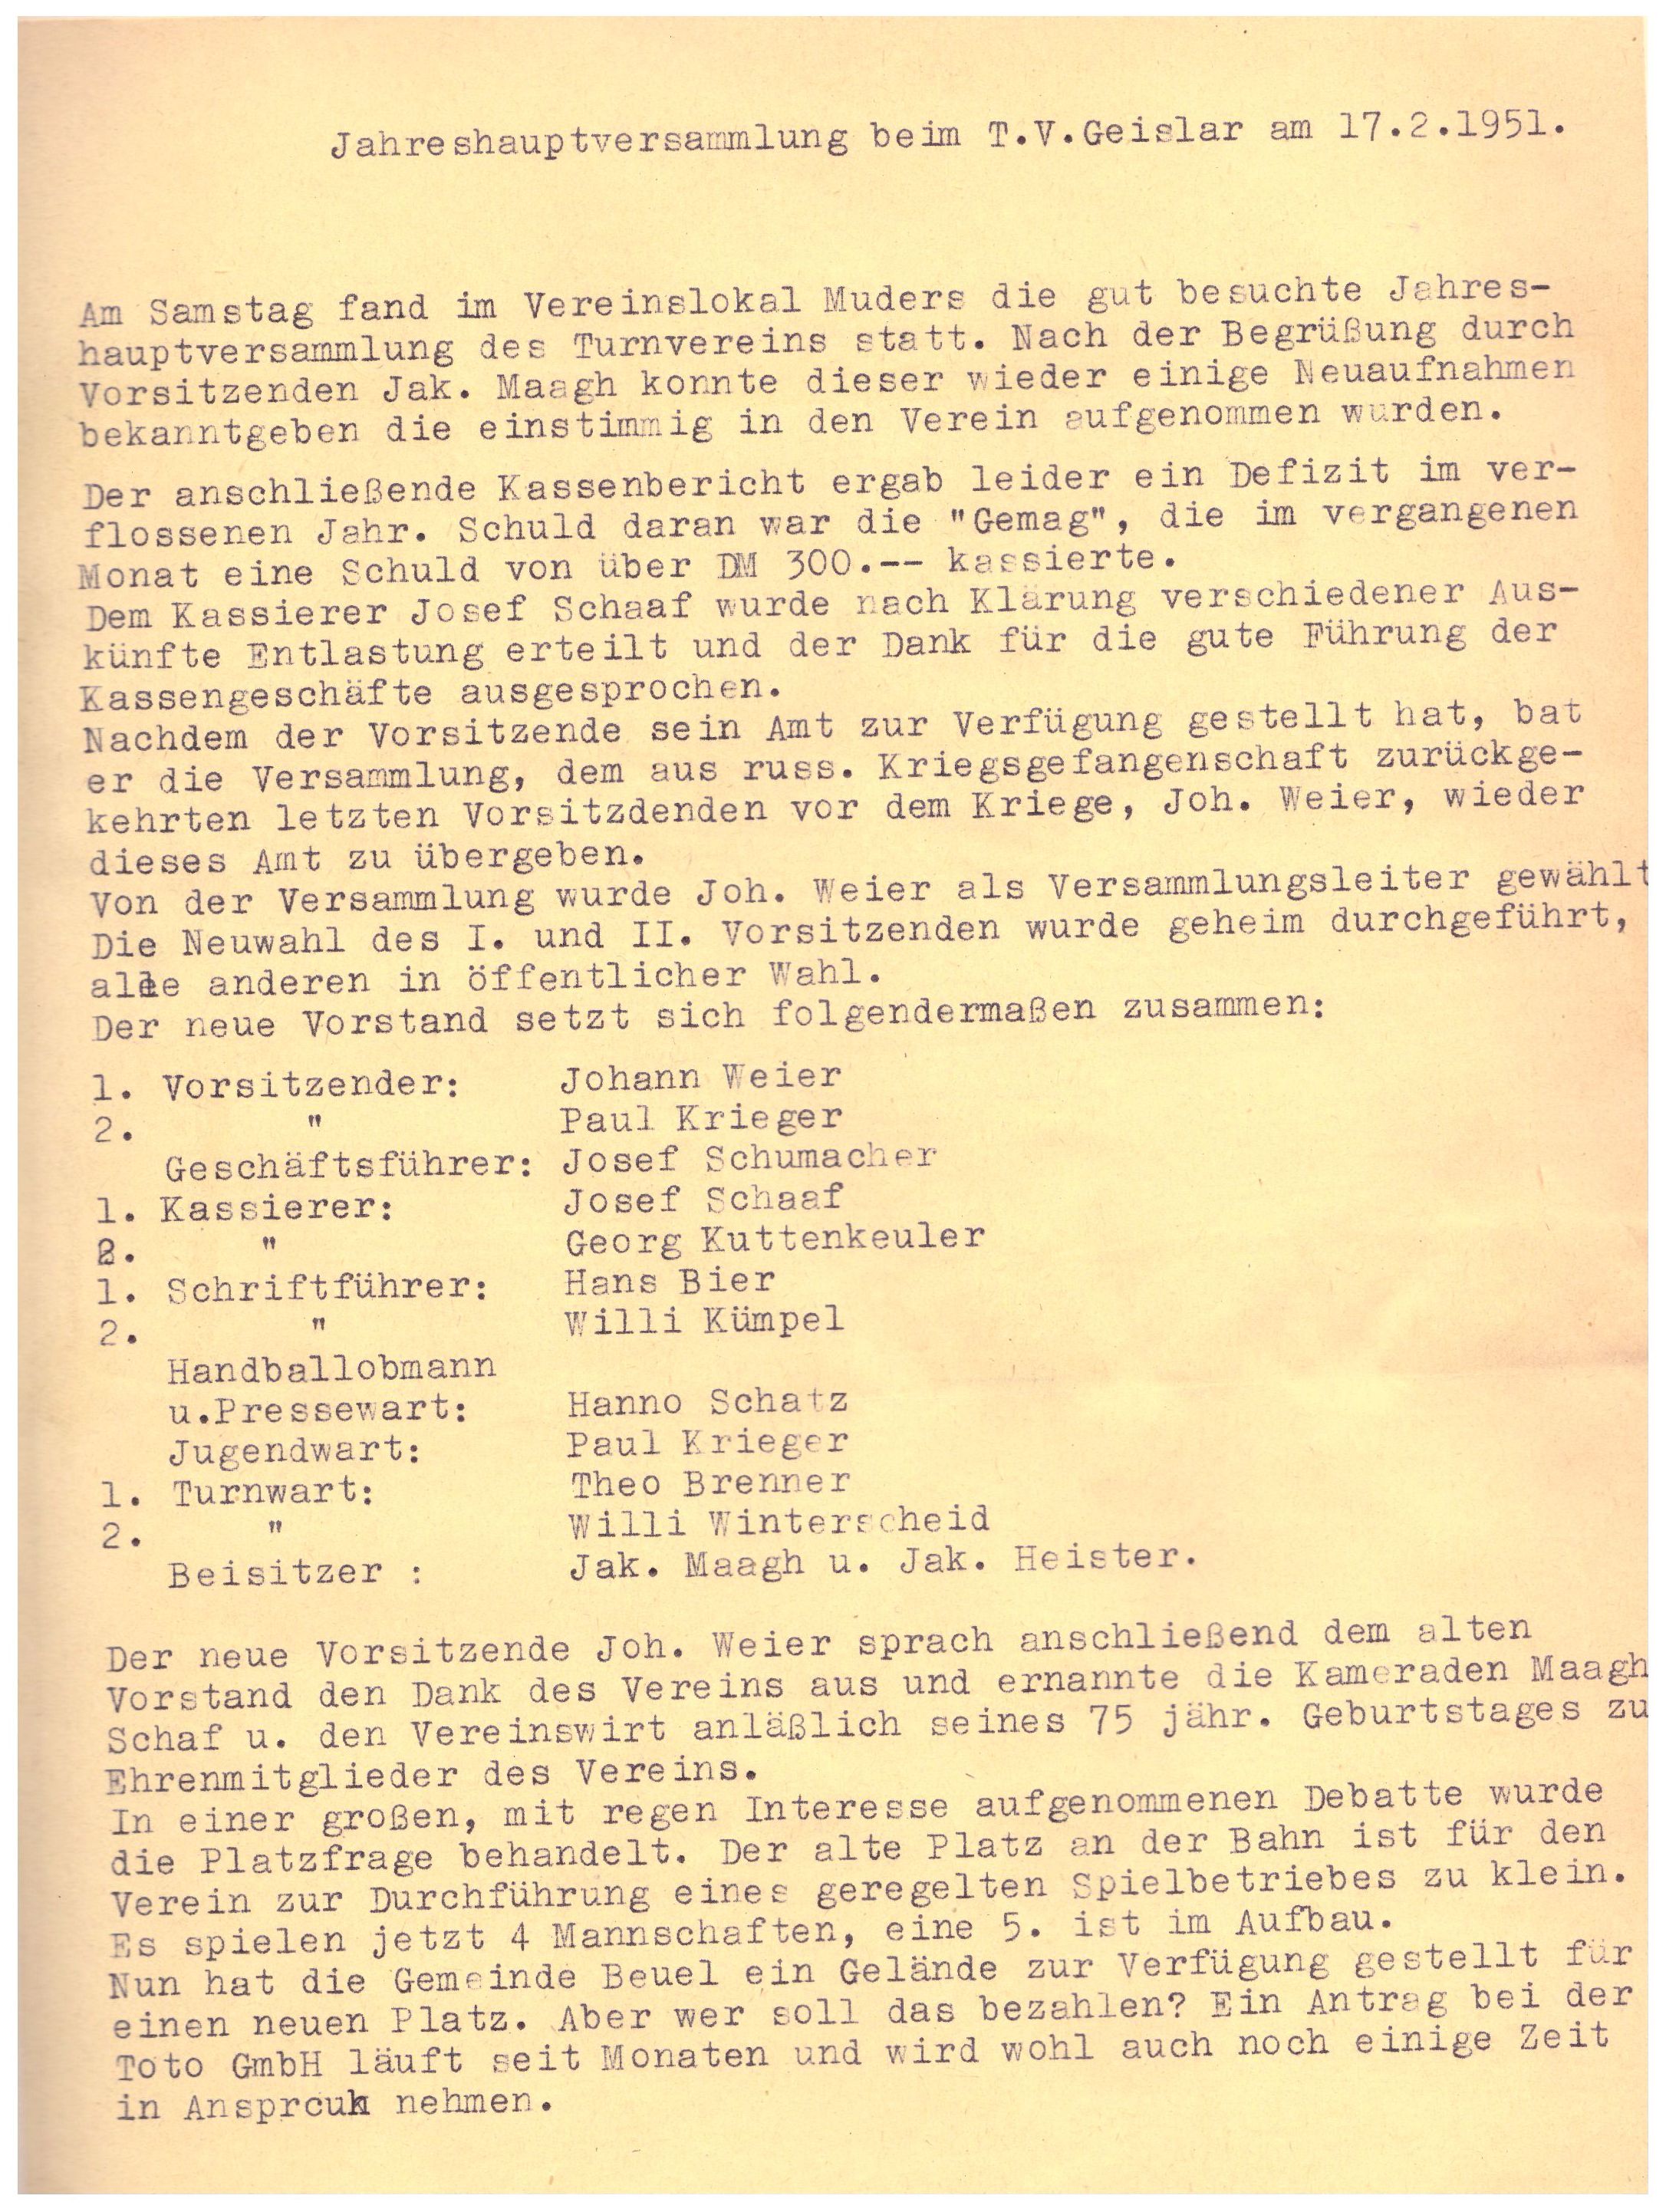 Jahreshauptversammlung beim T.V.Geislar am 17.2.1951.
Am Samstag fand im Vereinslokal Muders die gut besuchte Jahres-
hauptversammlung des Turnvereins statt. Nach der Begrüßung durch
Vorsitzenden Jak. Maagh konnte dieser wieder einige Neuaufnahmen
bekanntgeben die einstimmig in den Verein aufgenommen wurden.
Der anschließende Kassenbericht ergab leider ein Defizit im ver-
flossenen Jahr. Schuld daran war die "Gemag", die im vergangenen
Monat eine Schuld von über DM 300.-- kassierte.
Dem Kassierer Josef Schaaf wurde nach Klärung verschiedener Aus-
künfte Entlastung erteilt und der Dank für die gute Führung der
Kassengeschäfte ausgesprochen.
Nachdem der Vorsitzende sein Amt zur Verfügung gestellt hat, bat
er die Versammlung, dem aus russ. Kriegsgefangenschaft zurückge-
kehrten letzten Vorsitzdenden vor dem Kriege, Joh. Weier, wieder
dieses Amt zu übergeben.
Von der Versammlung wurde Joh. Weier als Versammlungsleiter gewählt
Die Neuwahl des I. und II. Vorsitzenden wurde geheim durchgeführt,
alle anderen in öffentlicher Wahl.
Der neue Vorstand setzt sich folgendermaßen zusammen:
1. Vorsitzender: Johann Weier
2. " Paul Krieger
Geschäftsführer: Josef Schumacher
1. Kassierer: Josef Schaaf
2. " Georg Kuttenkeuler
1. Schriftführer: Hans Bier
2. " Willi Kümpel
Handballobmann
u.Pressewart: Hanno Schatz
Jugendwart: Paul Krieger
1. Turnwart: Theo Brenner
2. " Willi Winterscheid
Beisitzer : Jak. Maagh u. Jak. Heister.
Der neue Vorsitzende Joh. Weier sprach anschließend dem alten
Vorstand den Dank des Vereins aus und ernannte die Kameraden Maagh
Schaf u. den Vereinswirt anläßlich seines 75 jähr. Geburtstages zu
Ehrenmitglieder des Vereins.
In einer großen, mit regen Interesse aufgenommenen Debatte wurde
die Platzfrage behandelt. Der alte Platz an der Bahn ist für den
Verein zur Durchführung eines geregelten Spielbetriebes zu klein.
Es spielen jetzt 4 Mannschaften, eine 5. ist im Aufbau.
Nun hat die Gemeinde Beuel ein Gelände zur Verfügung gestellt für
einen neuen Platz. Aber wer soll das bezahlen? Ein Antrag bei der
Toto GmbH läuft seit Monaten und wird wohl auch noch einige Zeit
in Ansprcuh nehmen.